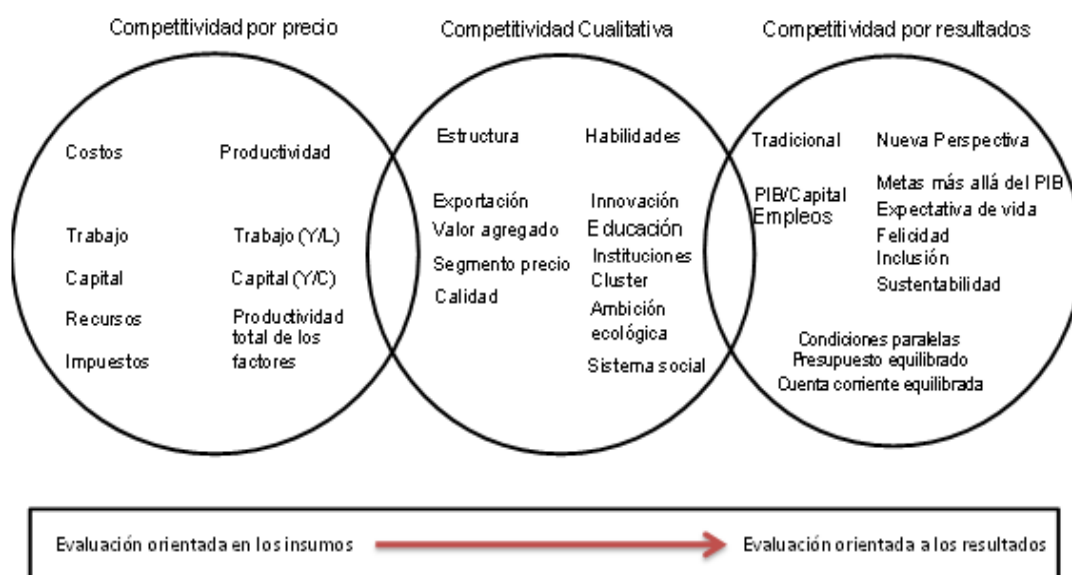 Competitividad por precio
Competitividad Cualitativa
Competitividad por resultados
Costos
Productividad
Trabajo
Trabajo (Y/L)
Capital
Capital (Y/C)
Recursos
Productividad
total de los
Impuestos
factores
Estructura
Habilidades
Exportación
Innovación
Valor agregado
Educación
Segmento precio
Instituciones
Cluster
Calidad
Ambición
ecológica
Sistema social
Tradicional
Nueva Perspectiva
PIB/Capital
Empleos
Metas más allá del PIB
Expectativa de vida
Felicidad
Inclusión
Sustentabilidad
Condiciones paralelas
Presupuesto equilibrado
Cuenta corriente equilibrada
Evaluación orientada en los insumos
Evaluación orientada a los resultados